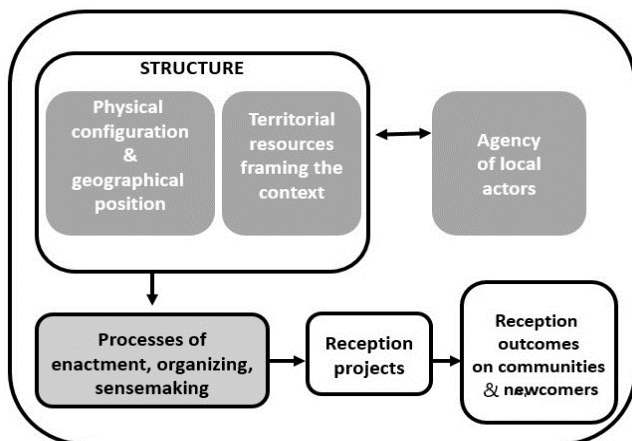 STRUCTURE
Physical
configuration
&
geographical
position
Territorial
resources
framing the
context
Agency
of local
actors
Processes of
enactment, organizing,
sensemaking
Reception
projects
Reception
outcomes
on communities
& newcomers